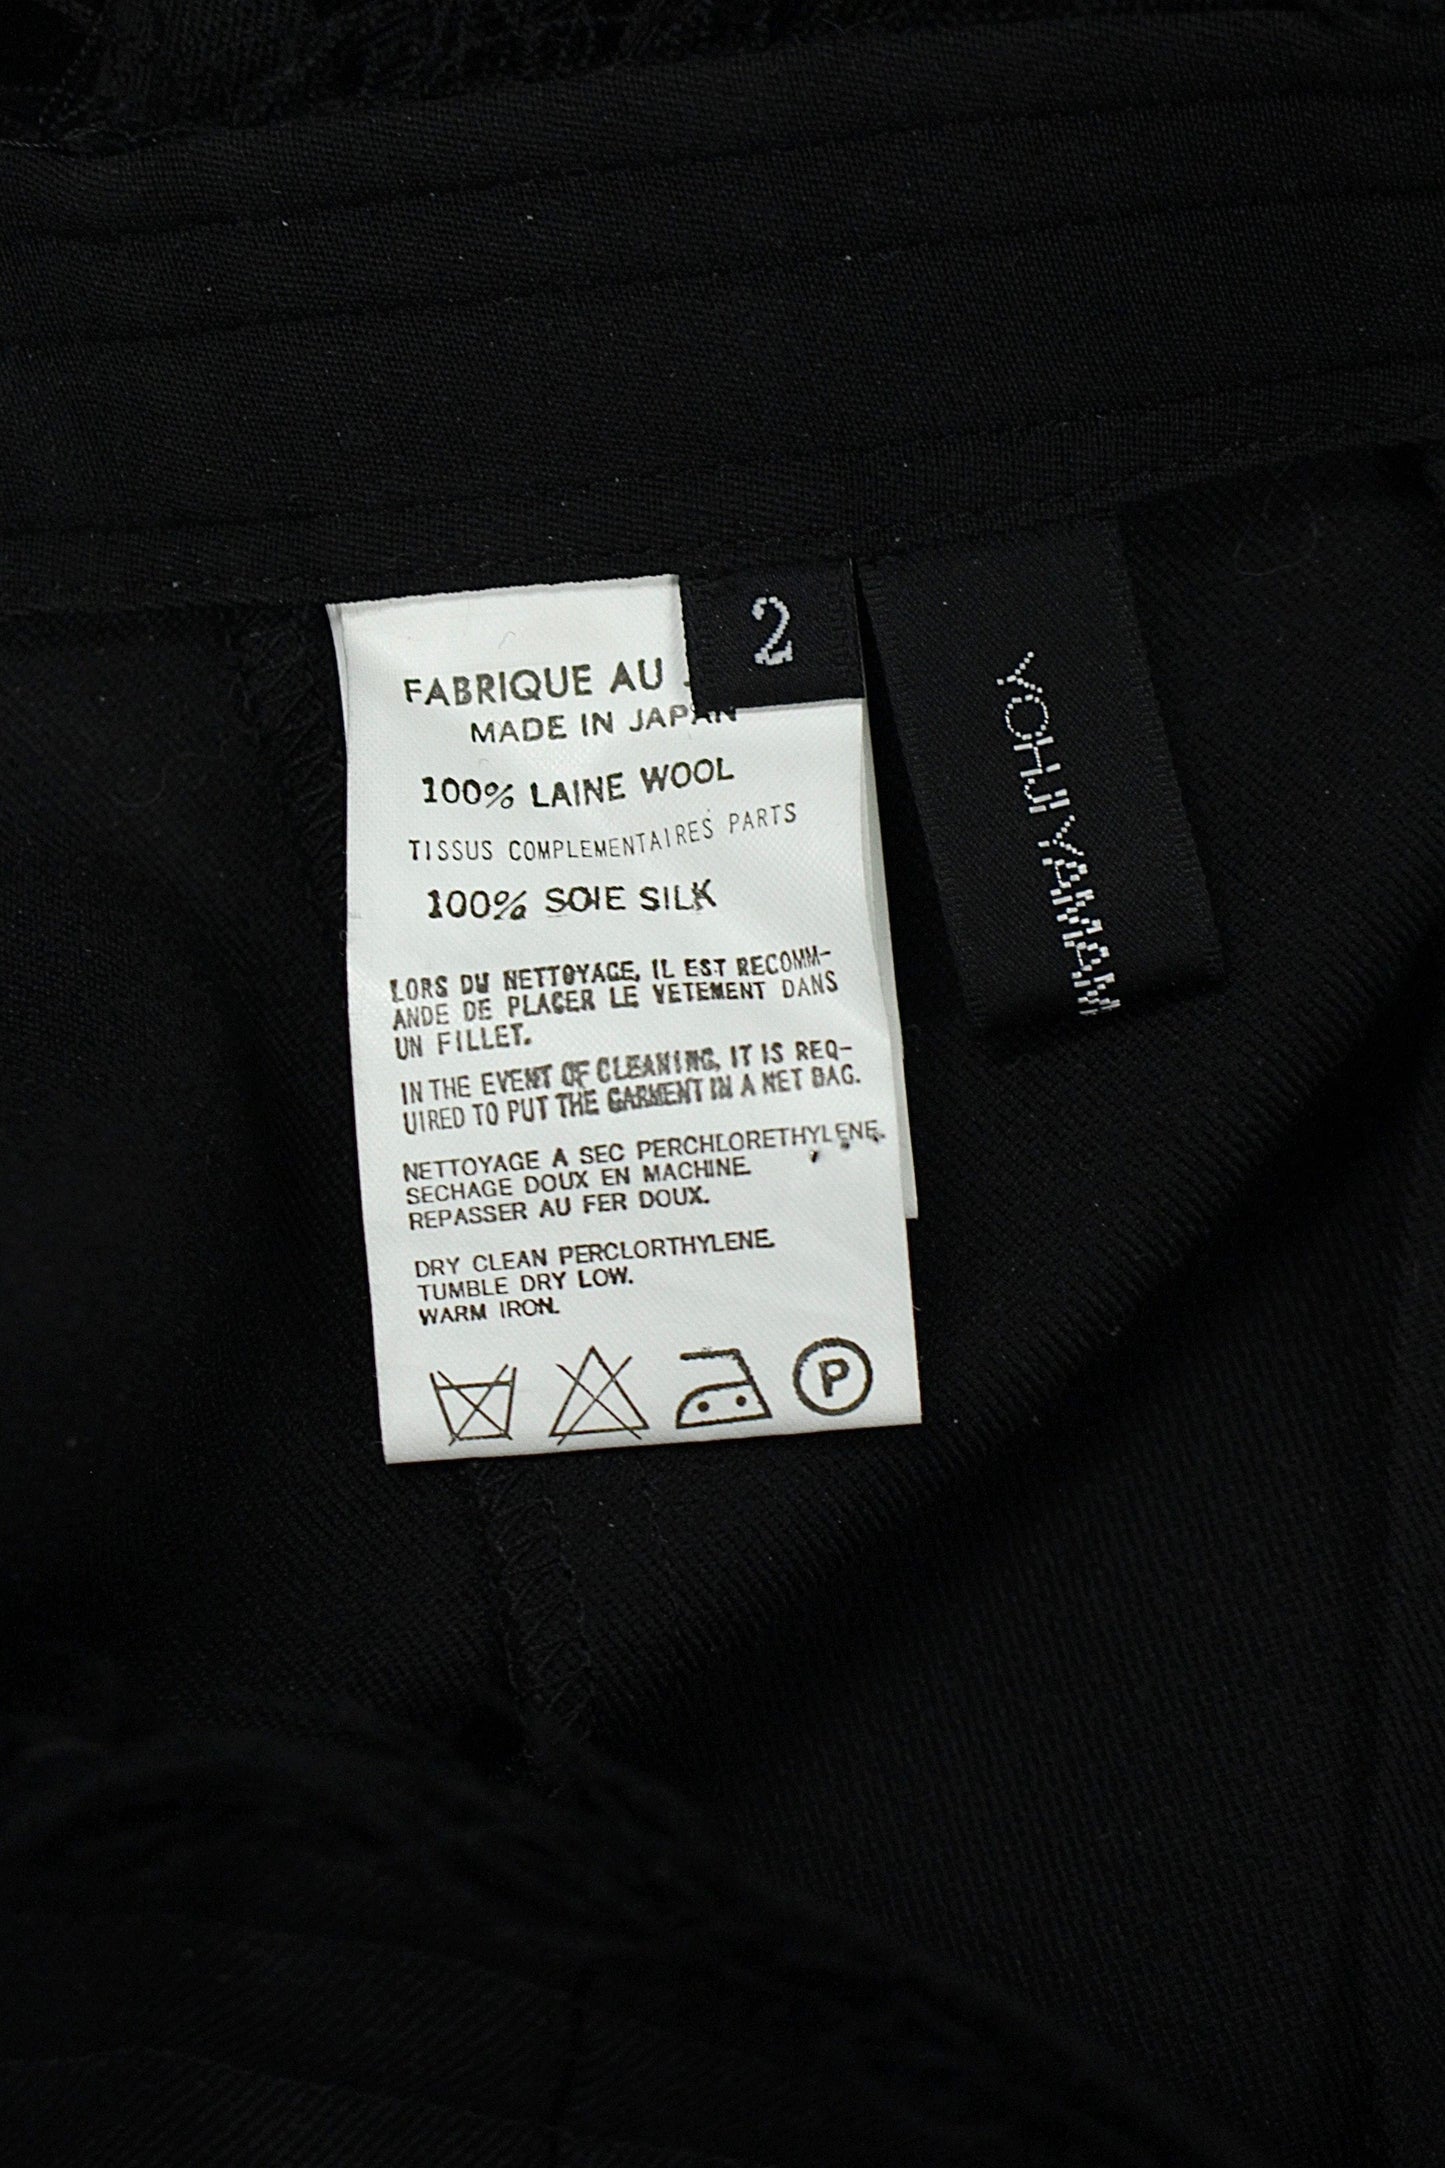 2
FABRIQUE AU
MADE IN JAPAN
100% LAINE WOOL
TISSUS COMPLEMENTAIRES PARTS
100% SOIE SILK
LORS DU NETTOYAGE, IL EST RECOMM-
ANDE DE PLACER LE VETEMENT DANS
UN FILLET.
IN THE EVENT OF CLEANING, IT IS REQ-
UIRED TO PUT THE GARMENT IN A NET BAG.
NETTOYAGE A SEC PERCHLORETHYLENE.
SECHAGE DOUX EN MACHINE.
REPASSER AU FER DOUX.
DRY CLEAN PERCLORTHYLENE.
TUMBLE DRY LOW.
WARM IRON.
P
YOHJI YAMAM